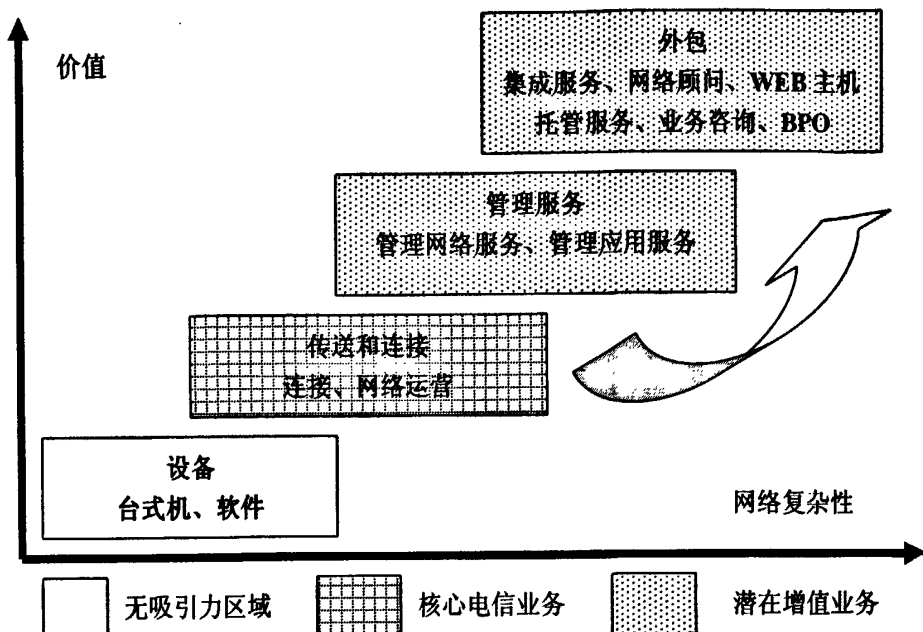 价值
外包
集成服务、网络顾问、WEB 主机
托管服务、业务咨询、BPO
管理服务
管理网络服务、管理应用服务
传送和连接
连接、网络运营
设备
台式机、软件
网络复杂性
无吸引力区域
核心电信业务
潜在增值业务